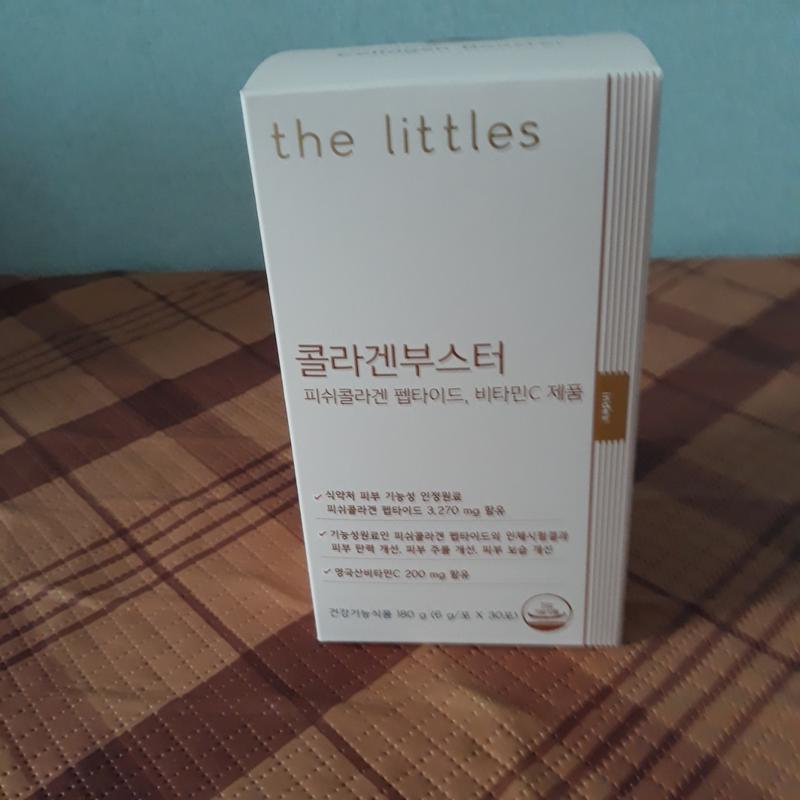 Collagen Booster
the littles
콜라겐부스터
피쉬콜라겐 펩타이드, 비타민C 제품
식약처 피부 기능성 인정원료
피쉬콜라겐 펩타이드 3,270 mg 함유
기능성원료인 피쉬콜라겐 펩타이드의 인체시험결과
피부 탄력 개선, 피부 주름 개선, 피부 보습 개선
영국산비타민C 200 mg 함유
건강기능식품 180 g (6 g/포 X 30포)